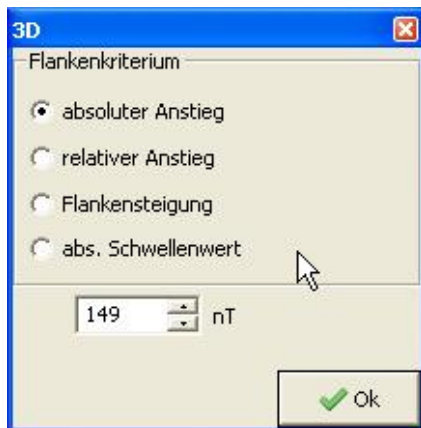 3D
Flankenkriterium
absoluter Anstieg
relativer Anstieg
Flankensteigung
abs. Schwellenwert
149 nT
Ok